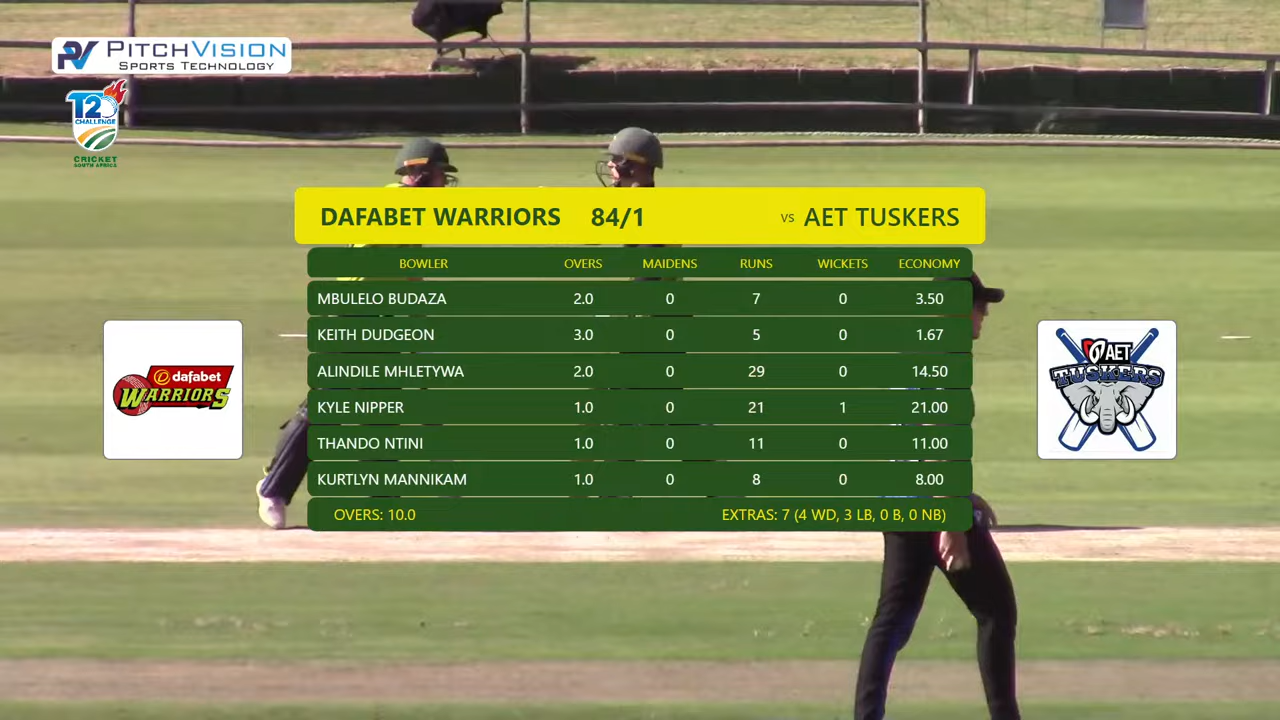 PV PITCHVISION
SPORTS TECHNOLOGY
T20
CHALLENGE
CRICKET
SOUTH AFRICA
DAFABET WARRIORS 84/1 VS AET TUSKERS
BOWLER OVERS MAIDENS RUNS WICKETS ECONOMY
MBULELO BUDAZA 2.0 0 7 0 3.50
KEITH DUDGEON 3.0 0 5 0 1.67
ALINDILE MHLETYWA 2.0 0 29 0 14.50
KYLE NIPPER 1.0 0 21 1 21.00
THANDO NTINI 1.0 0 11 0 11.00
KURTLYN MANNIKAM 1.0 0 8 0 8.00
OVERS: 10.0 EXTRAS: 7 (4 WD, 3 LB, 0 B, 0 NB)
dafabet
WARRIORS
AET
TUSKERS